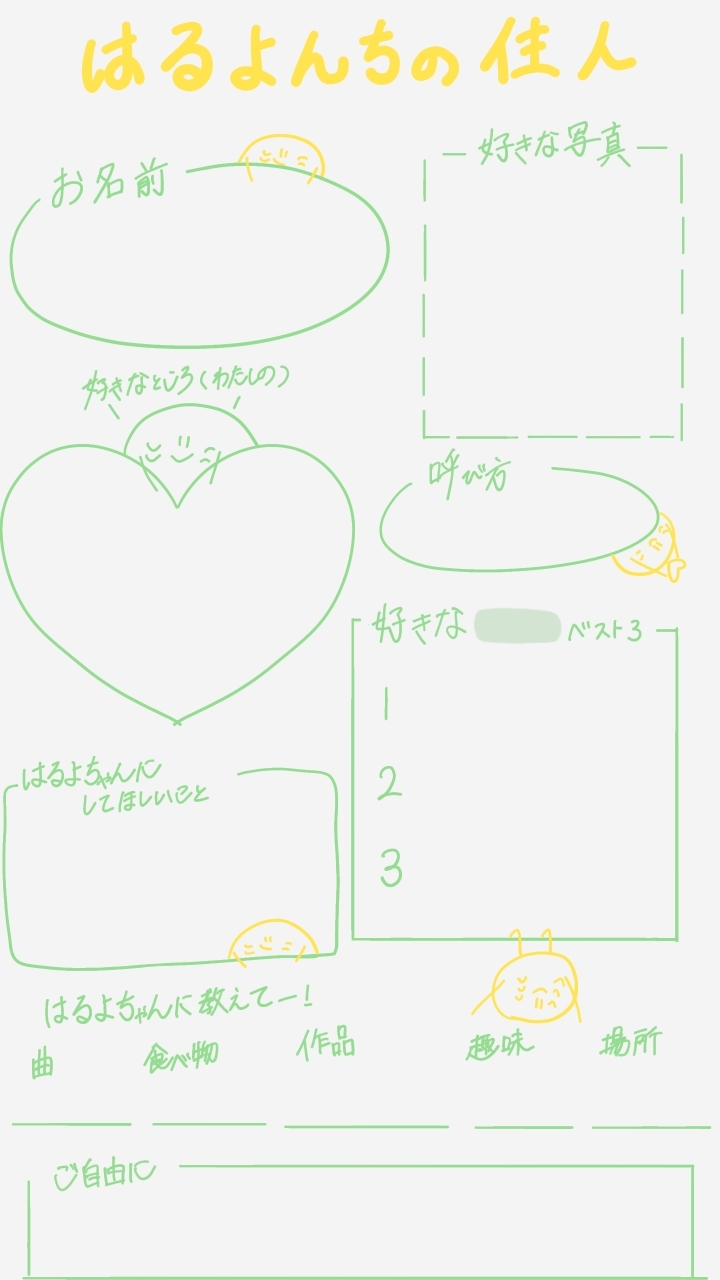 はるよんちの住人
お名前
好きな写真
好きなところ(わたしの)
呼び方
好きな ベスト3
1
2
3
はるよちゃんに
してほしいこと
はるよちゃんに教えてー!
曲 食べ物 作品 趣味 場所
ご自由に